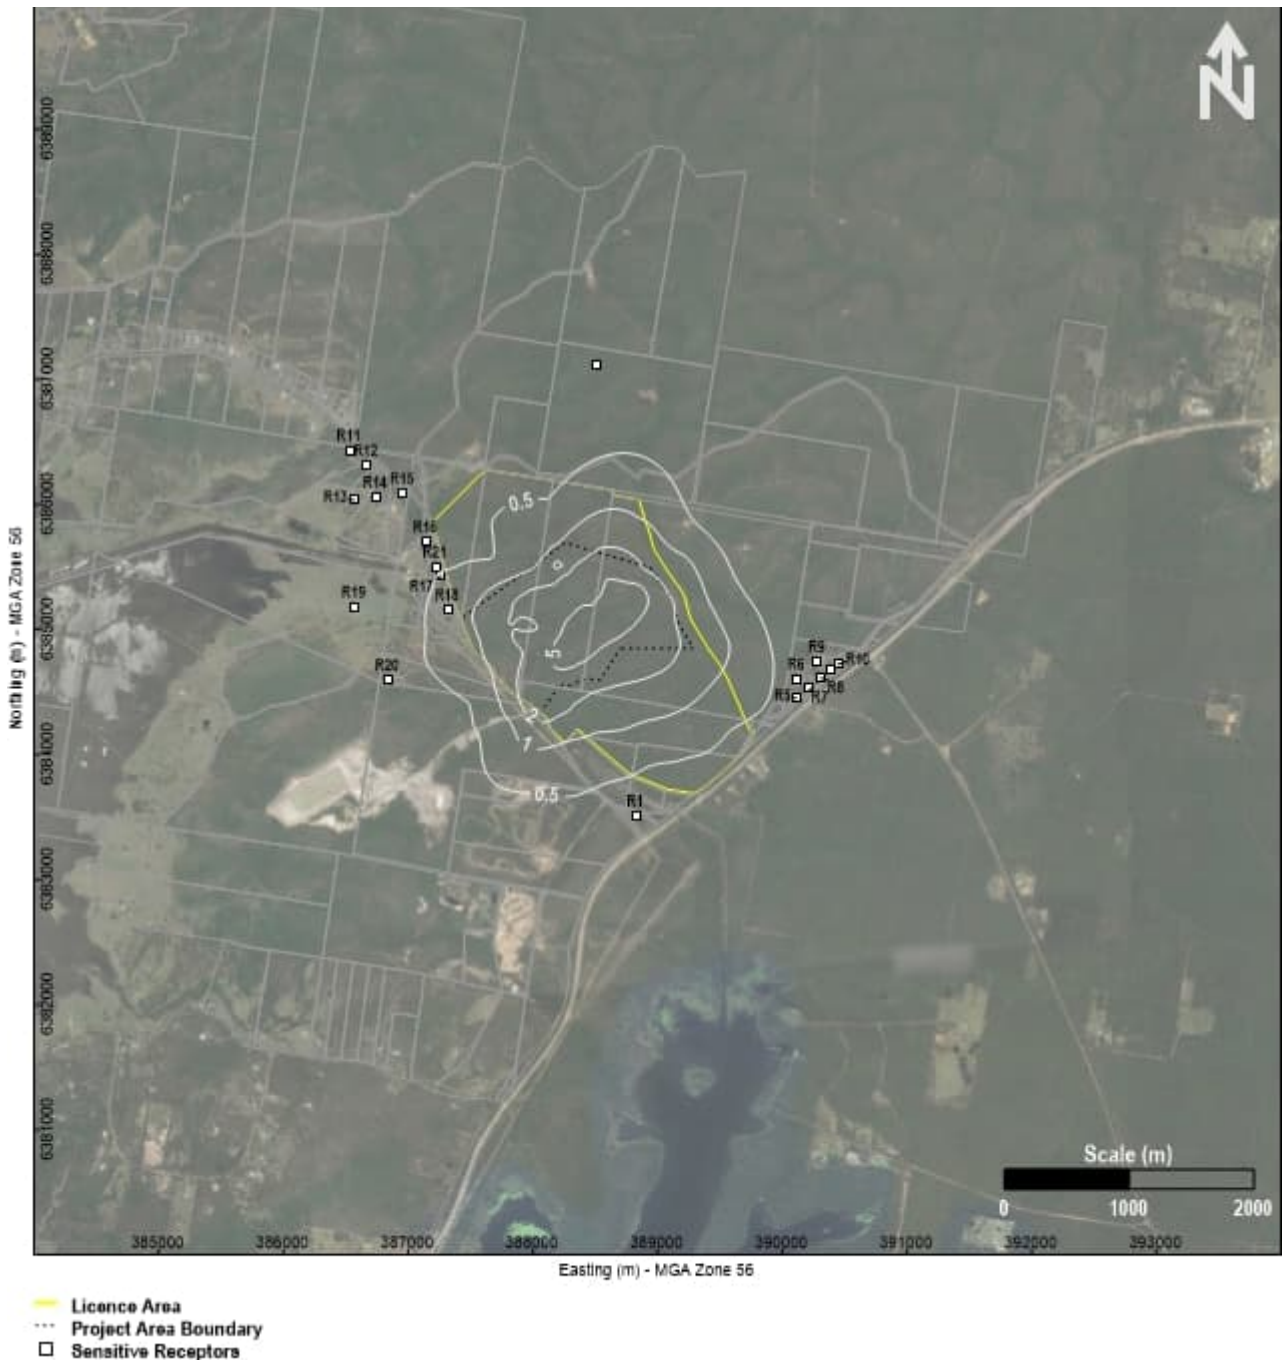 N
6389000
6388000
6387000
6386000
6385000
6384000
6383000
6382000
6381000
Northing (m) - MGA Zone 56
R11
R12
R13
R14
R15
R16
R21
R17
R18
R19
R20
R1
R9
R6
R10
R5
R7
R8
0.5
5
2
1
0.5
Scale (m)
0 1000 2000
385000 386000 387000 388000 389000 390000 391000 392000 393000
Easting (m) - MGA Zone 56
Licence Area
Project Area Boundary
Sensitive Receptors